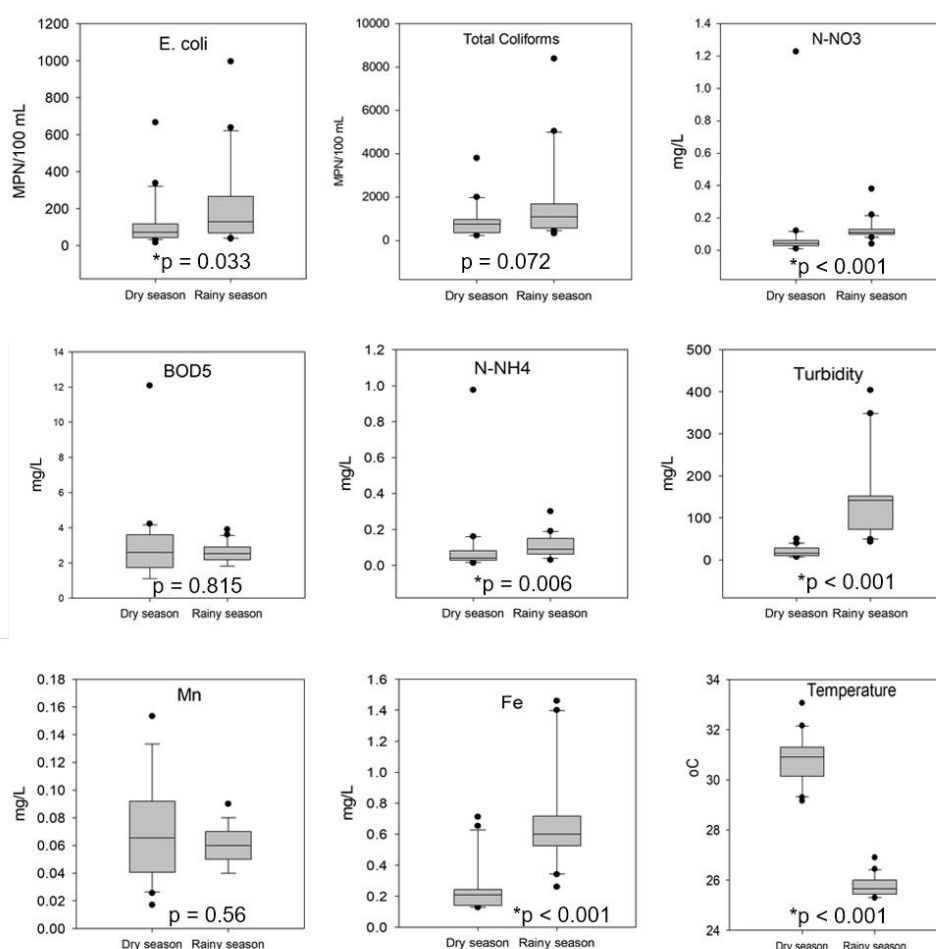 E. coli
1200
1000
800
600
400
200
0
MPN/100 mL
*p = 0.033
Dry season Rainy season
Total Coliforms
10000
8000
6000
4000
2000
0
MPN/100 mL
p = 0.072
Dry season Rainy season
N-NO3
1.4
1.2
1.0
0.8
0.6
0.4
0.2
0.0
mg/L
*p < 0.001
Dry season Rainy season
BOD5
14
12
10
8
6
4
2
0
mg/L
p = 0.815
Dry season Rainy season
N-NH4
1.2
1.0
0.8
0.6
0.4
0.2
0.0
mg/L
*p = 0.006
Dry season Rainy season
Turbidity
500
400
300
200
100
0
mg/L
*p < 0.001
Dry season Rainy season
Mn
0.18
0.16
0.14
0.12
0.10
0.08
0.06
0.04
0.02
0.00
mg/L
p = 0.56
Dry season Rainy season
Fe
1.6
1.4
1.2
1.0
0.8
0.6
0.4
0.2
0.0
mg/L
*p < 0.001
Dry season Rainy season
Temperature
34
32
30
28
26
24
oC
*p < 0.001
Dry season Rainy season